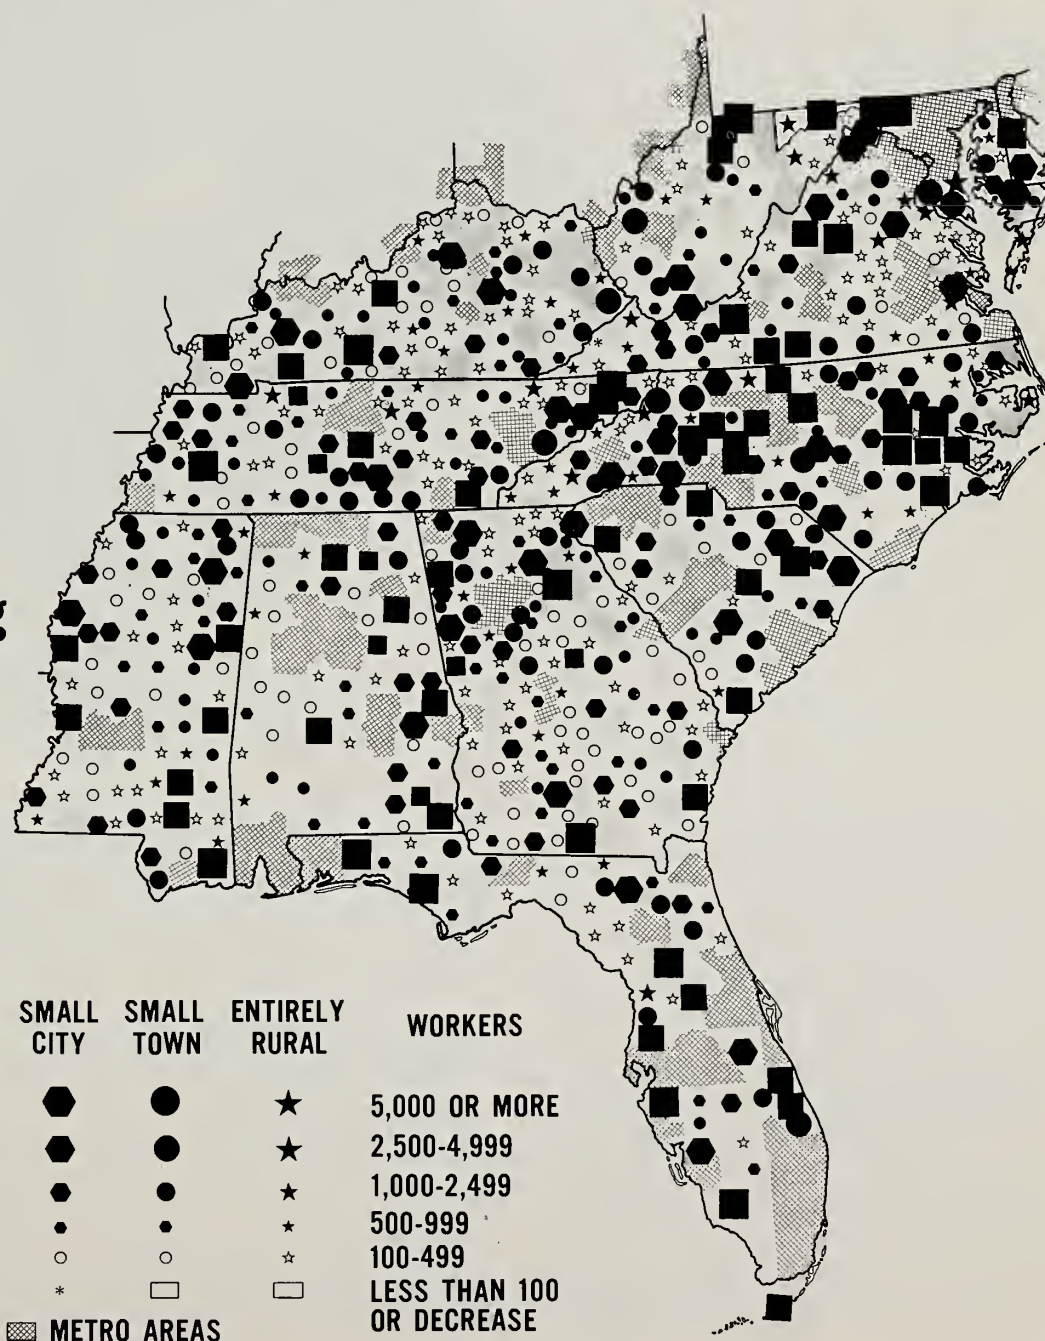 SMALL CITY
SMALL TOWN
ENTIRELY RURAL
WORKERS
5,000 OR MORE
2,500-4,999
1,000-2,499
500-999
100-499
LESS THAN 100
OR DECREASE
METRO AREAS